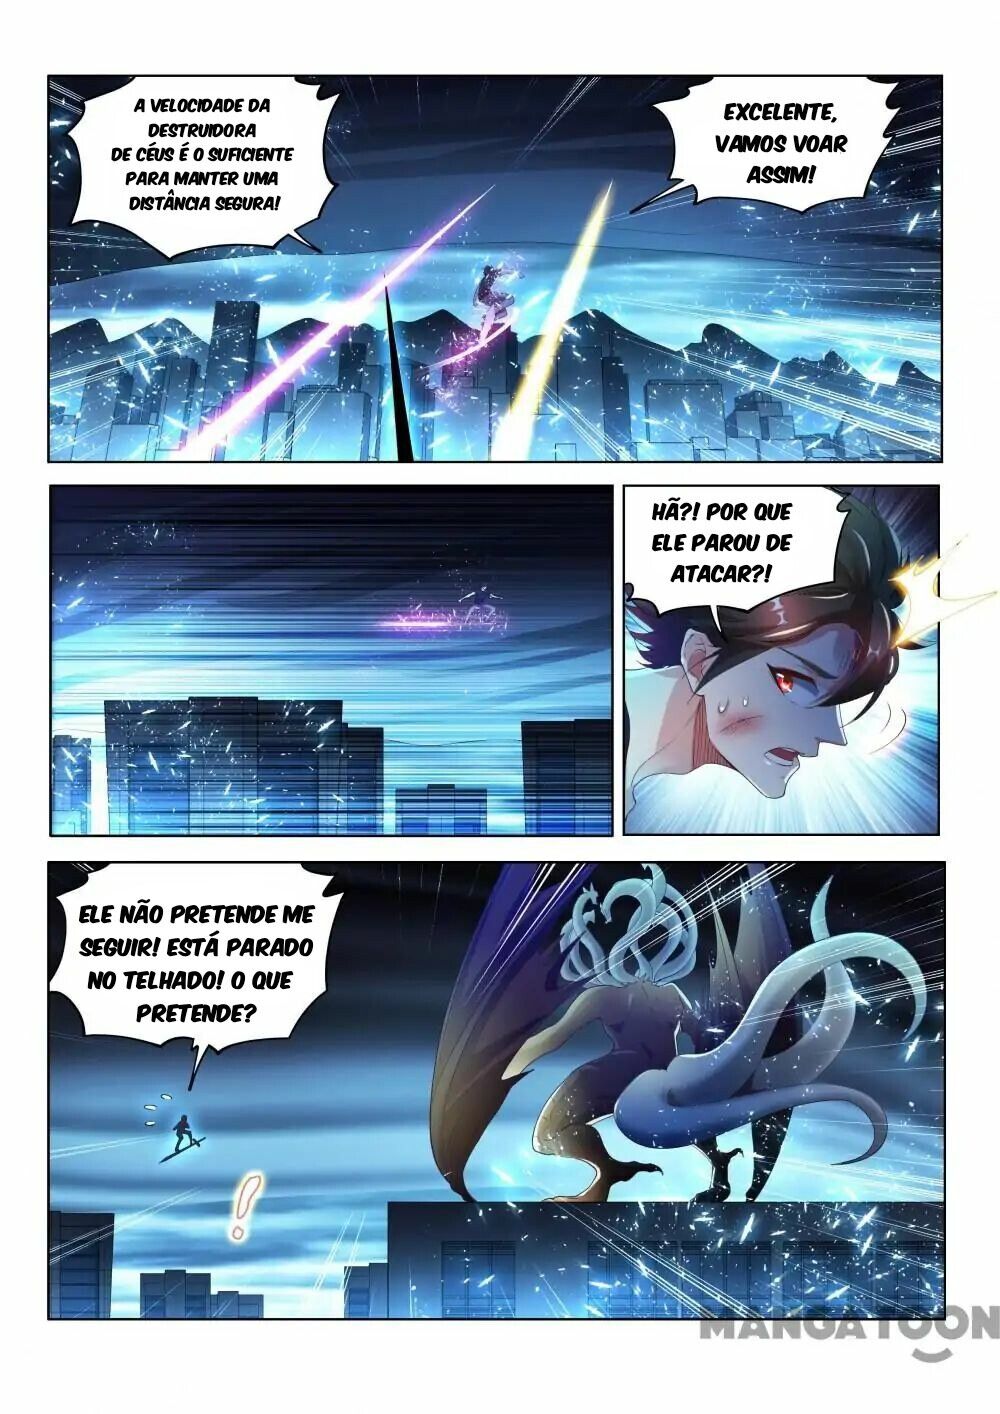 A VELOCIDADE DA
DESTRUIDORA
DE CÉUS É O SUFICIENTE
PARA MANTER UMA
DISTÂNCIA SEGURA!
EXCELENTE,
VAMOS VOAR
ASSIM!
HÃ?! POR QUE
ELE PAROU DE
ATACAR?!
ELE NÃO PRETENDE ME
SEGUIR! ESTÁ PARADO
NO TELHADO! O QUE
PRETENDE?
!
MANGATOON